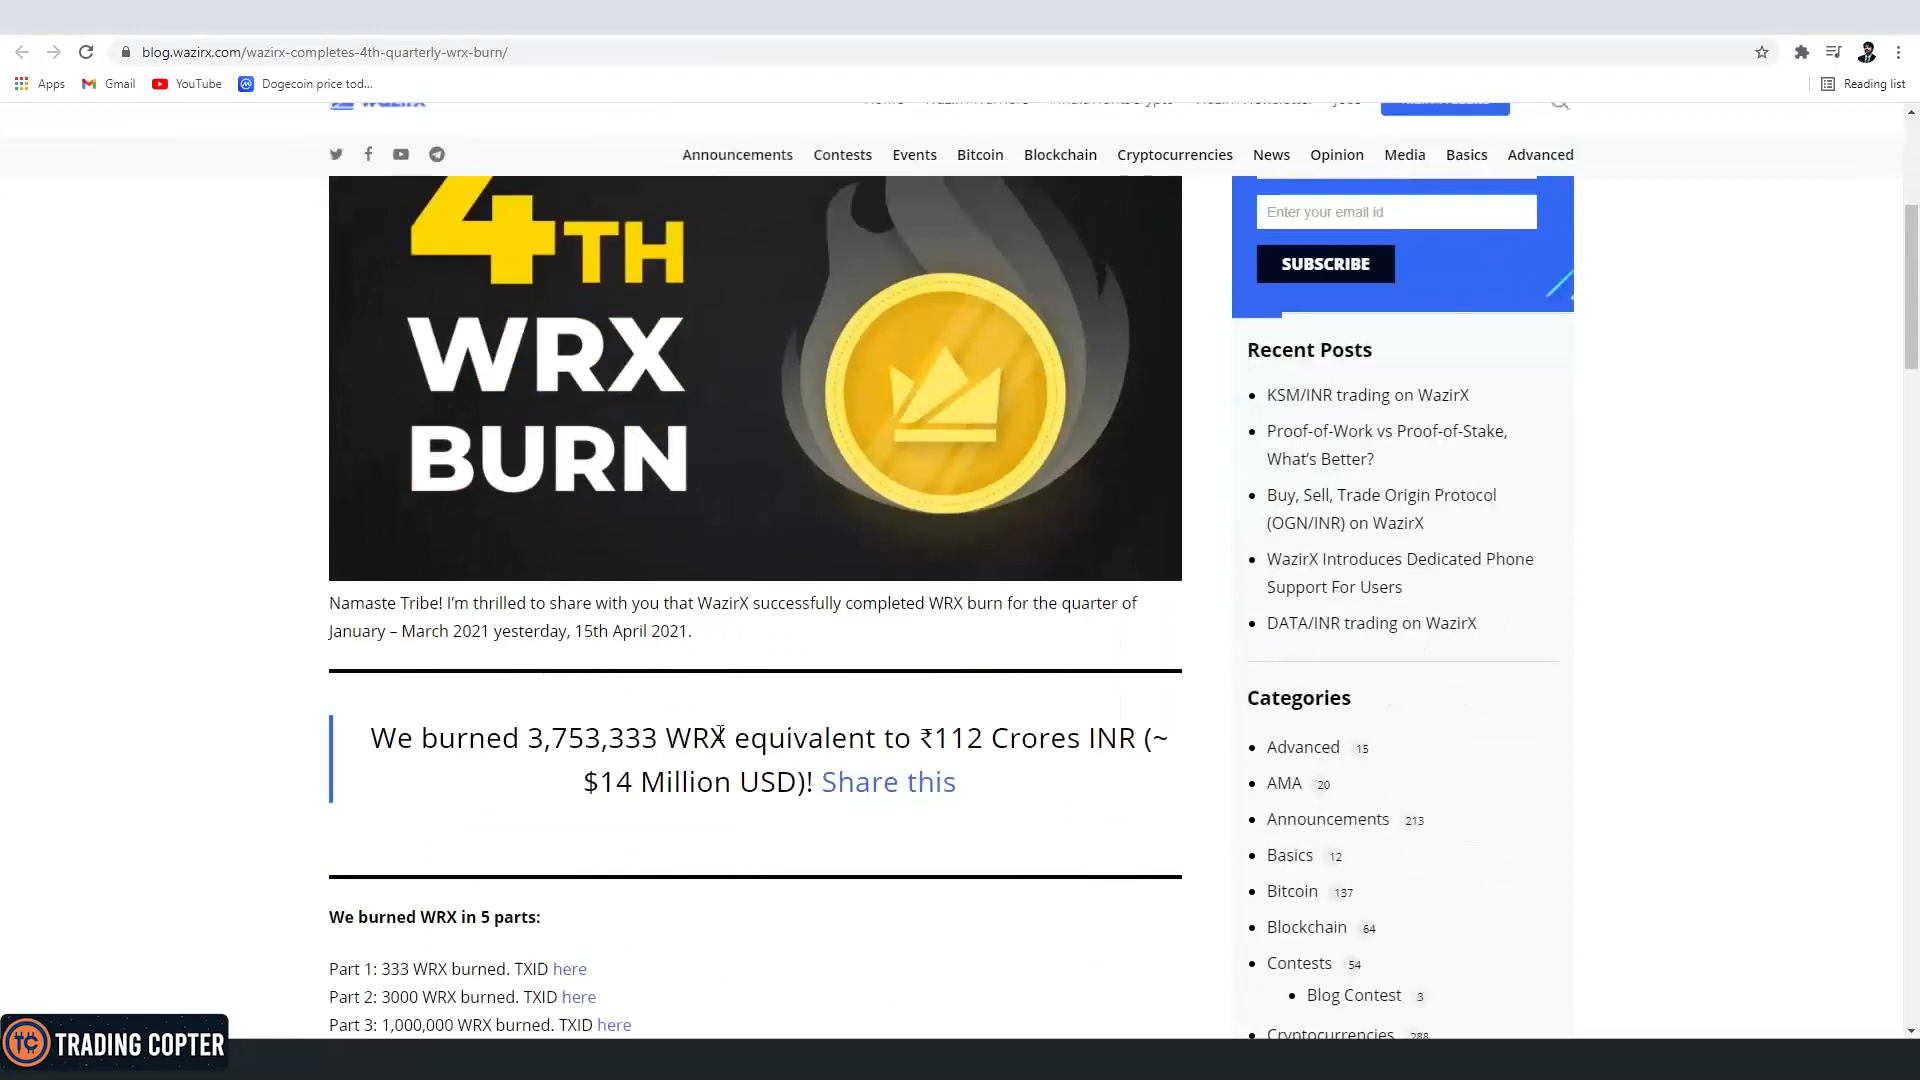 blog.wazirx.com/wazirx-completes-4th-quarterly-wrx-burn/
Apps Gmail YouTube Dogecoin price tod... Reading list
Announcements Contests Events Bitcoin Blockchain Cryptocurrencies News Opinion Media Basics Advanced
4TH
WRX
BURN
Namaste Tribe! I’m thrilled to share with you that WazirX successfully completed WRX burn for the quarter of
January – March 2021 yesterday, 15th April 2021.
We burned 3,753,333 WRX equivalent to ₹112 Crores INR (~
$14 Million USD)! Share this
We burned WRX in 5 parts:
Part 1: 333 WRX burned. TXID here
Part 2: 3000 WRX burned. TXID here
Part 3: 1,000,000 WRX burned. TXID here
Enter your email id
SUBSCRIBE
Recent Posts
KSM/INR trading on WazirX
Proof-of-Work vs Proof-of-Stake,
What’s Better?
Buy, Sell, Trade Origin Protocol
(OGN/INR) on WazirX
WazirX Introduces Dedicated Phone
Support For Users
DATA/INR trading on WazirX
Categories
Advanced 15
AMA 20
Announcements 213
Basics 12
Bitcoin 137
Blockchain 64
Contests 54
Blog Contest 3
Cryptocurrencies 288
TC TRADING COPTER